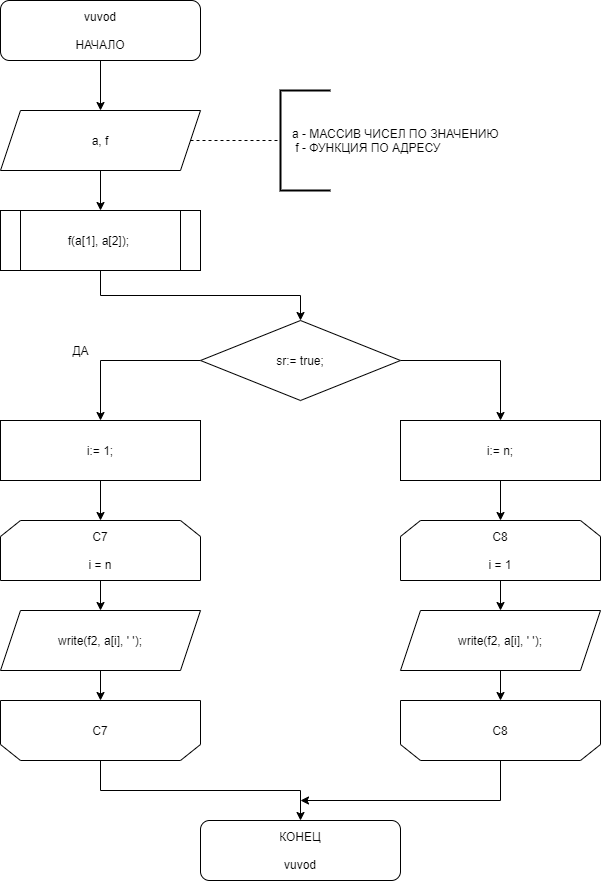 vuvod
НАЧАЛО
a, f
a - МАССИВ ЧИСЕЛ ПО ЗНАЧЕНИЮ
f - ФУНКЦИЯ ПО АДРЕСУ
f(a[1], a[2]);
ДА
sr:= true;
i:= 1;
i:= n;
C7
i = n
C8
i = 1
write(f2, a[i], ' ');
write(f2, a[i], ' ');
C7
C8
КОНЕЦ
vuvod